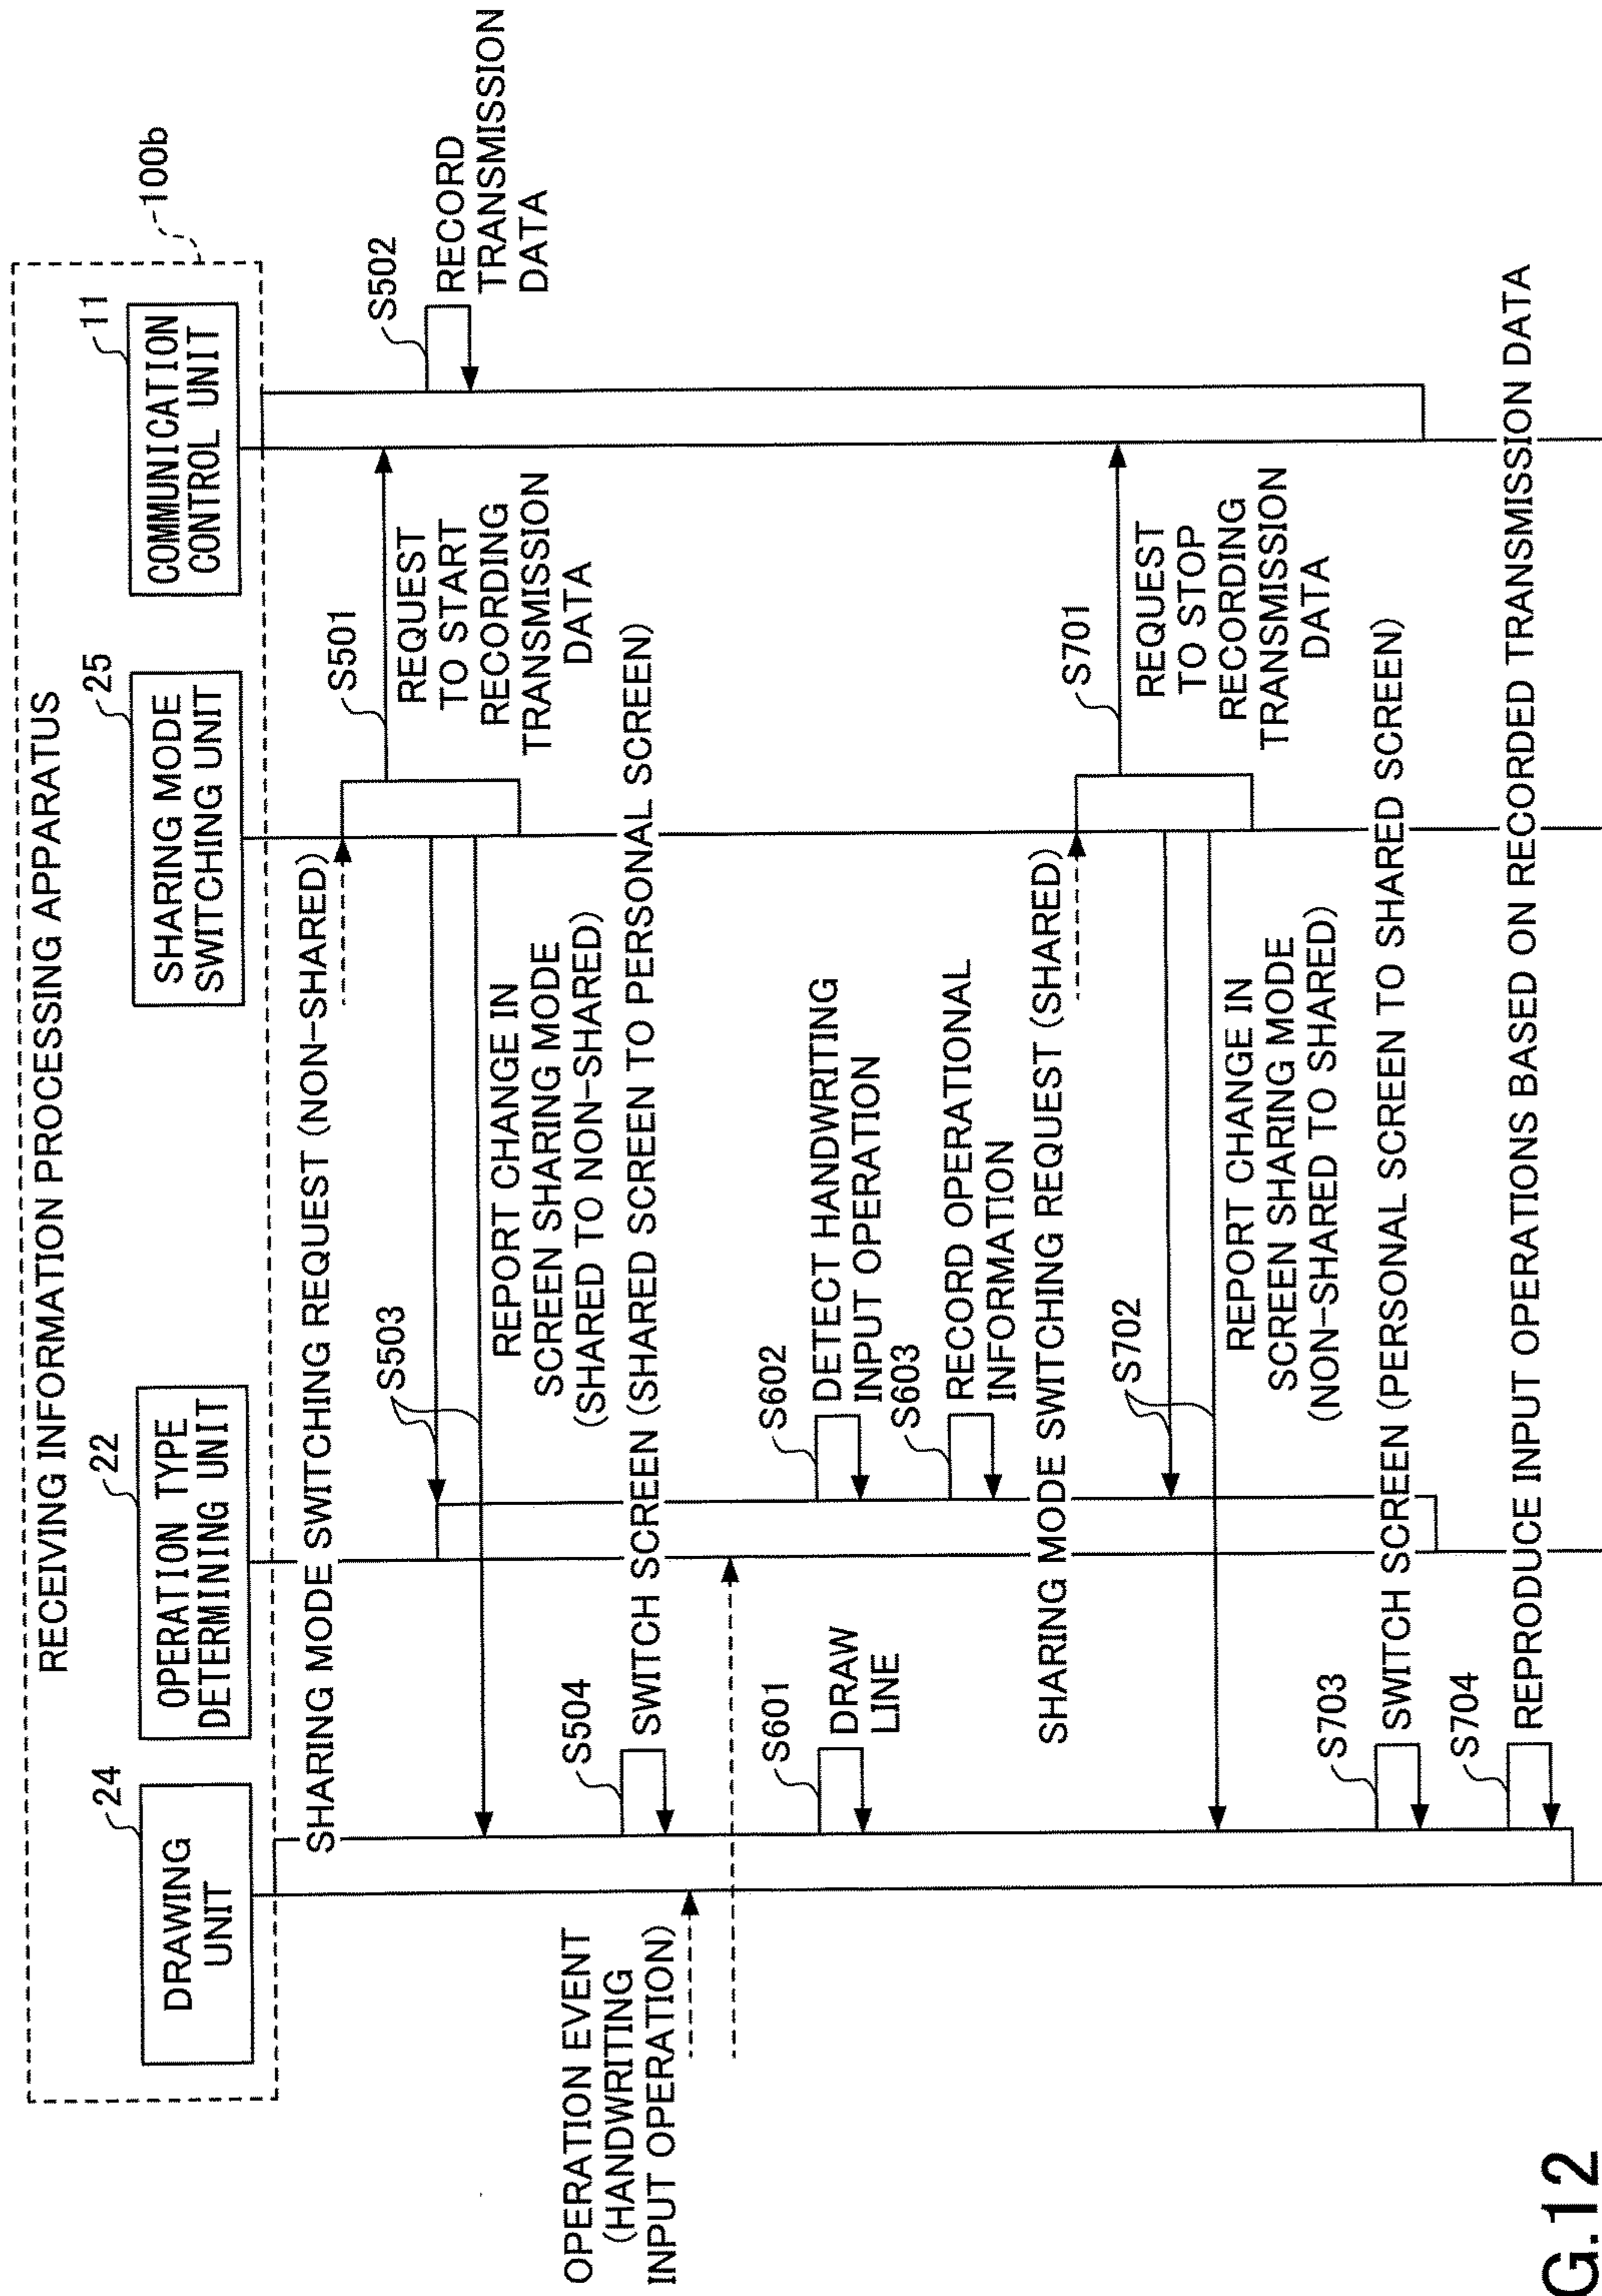 RECEIVING INFORMATION PROCESSING APPARATUS
100b
24
DRAWING
UNIT
22
OPERATION TYPE
DETERMINING UNIT
25
SHARING MODE
SWITCHING UNIT
11
COMMUNICATION
CONTROL UNIT
SHARING MODE SWITCHING REQUEST (NON-SHARED)
S501
REQUEST
TO START
RECORDING
TRANSMISSION
DATA
S502
RECORD
TRANSMISSION
DATA
S503
REPORT CHANGE IN
SCREEN SHARING MODE
(SHARED TO NON-SHARED)
S504
SWITCH SCREEN (SHARED SCREEN TO PERSONAL SCREEN)
OPERATION EVENT
(HANDWRITING
INPUT OPERATION)
S601
DRAW
LINE
S602
DETECT HANDWRITING
INPUT OPERATION
S603
RECORD OPERATIONAL
INFORMATION
SHARING MODE SWITCHING REQUEST (SHARED)
S701
REQUEST
TO STOP
RECORDING
TRANSMISSION
DATA
S702
REPORT CHANGE IN
SCREEN SHARING MODE
(NON-SHARED TO SHARED)
S703
SWITCH SCREEN (PERSONAL SCREEN TO SHARED SCREEN)
S704
REPRODUCE INPUT OPERATIONS BASED ON RECORDED TRANSMISSION DATA
G.12